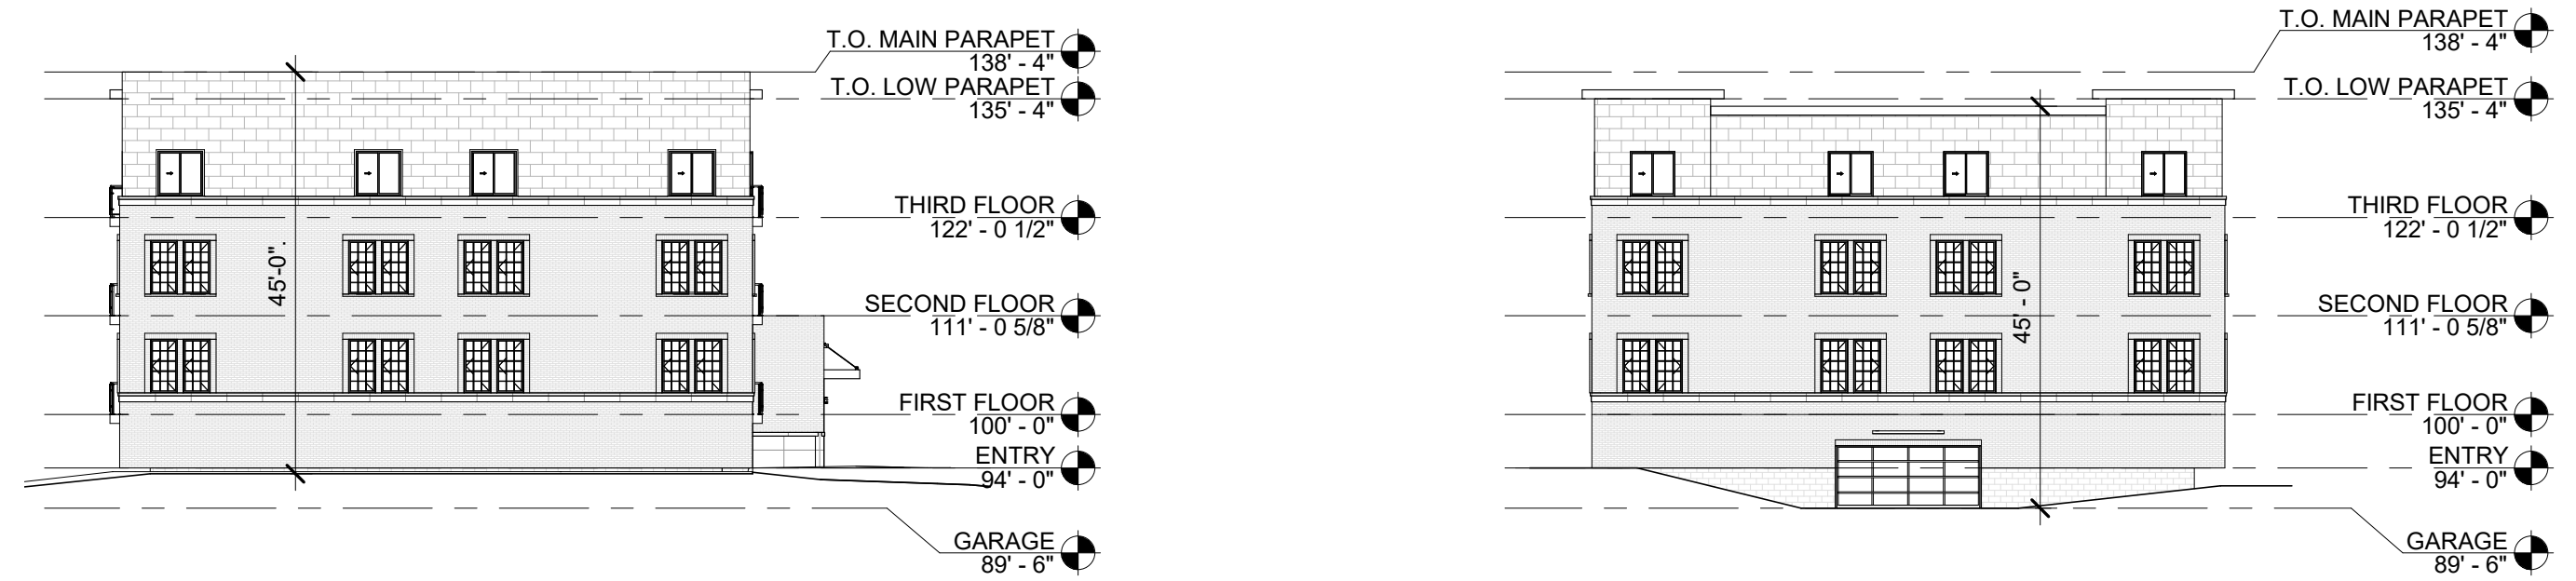 T.O. MAIN PARAPET
138' - 4"
T.O. LOW PARAPET
135' - 4"
THIRD FLOOR
122' - 0 1/2"
45'-0".
SECOND FLOOR
111' - 0 5/8"
FIRST FLOOR
100' - 0"
ENTRY
94' - 0"
GARAGE
89' - 6"
T.O. MAIN PARAPET
138' - 4"
T.O. LOW PARAPET
135' - 4"
THIRD FLOOR
122' - 0 1/2"
45' - 0"
SECOND FLOOR
111' - 0 5/8"
FIRST FLOOR
100' - 0"
ENTRY
94' - 0"
GARAGE
89' - 6"